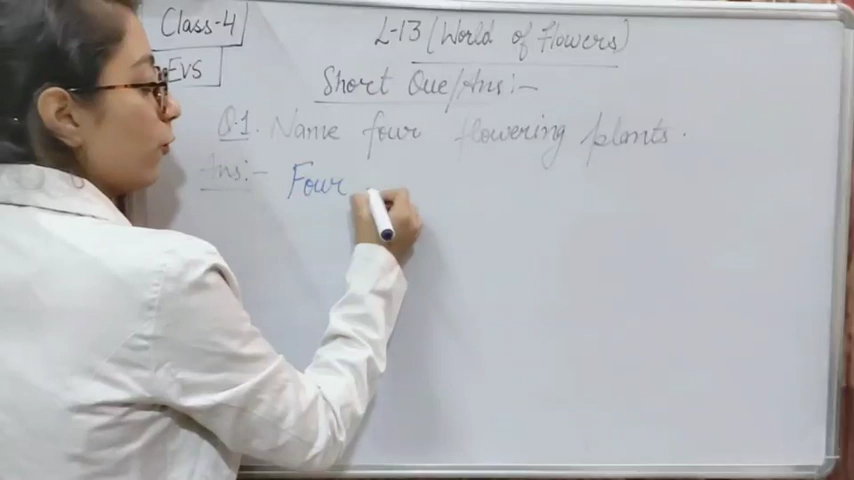 Class-4
EVS
L-13 (World of Flowers)
Short Que/Ans:-
Q.1. Name four flowering plants.
Ans:- Four